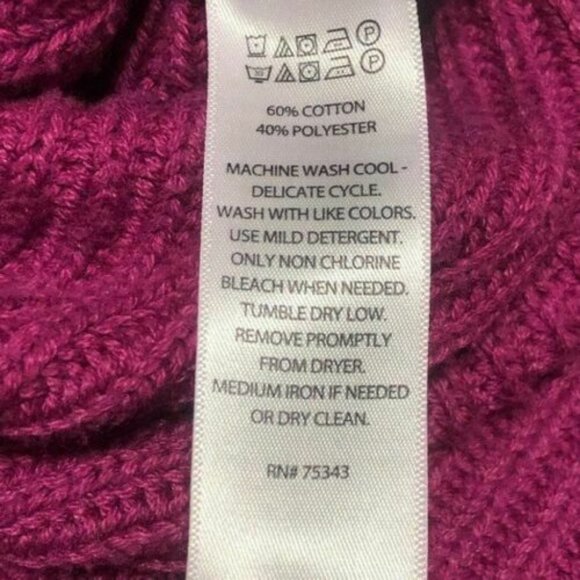 P
P
60% COTTON
40% POLYESTER
MACHINE WASH COOL -
DELICATE CYCLE.
WASH WITH LIKE COLORS.
USE MILD DETERGENT.
ONLY NON CHLORINE
BLEACH WHEN NEEDED.
TUMBLE DRY LOW.
REMOVE PROMPTLY
FROM DRYER.
MEDIUM IRON IF NEEDED
OR DRY CLEAN.
RN# 75343